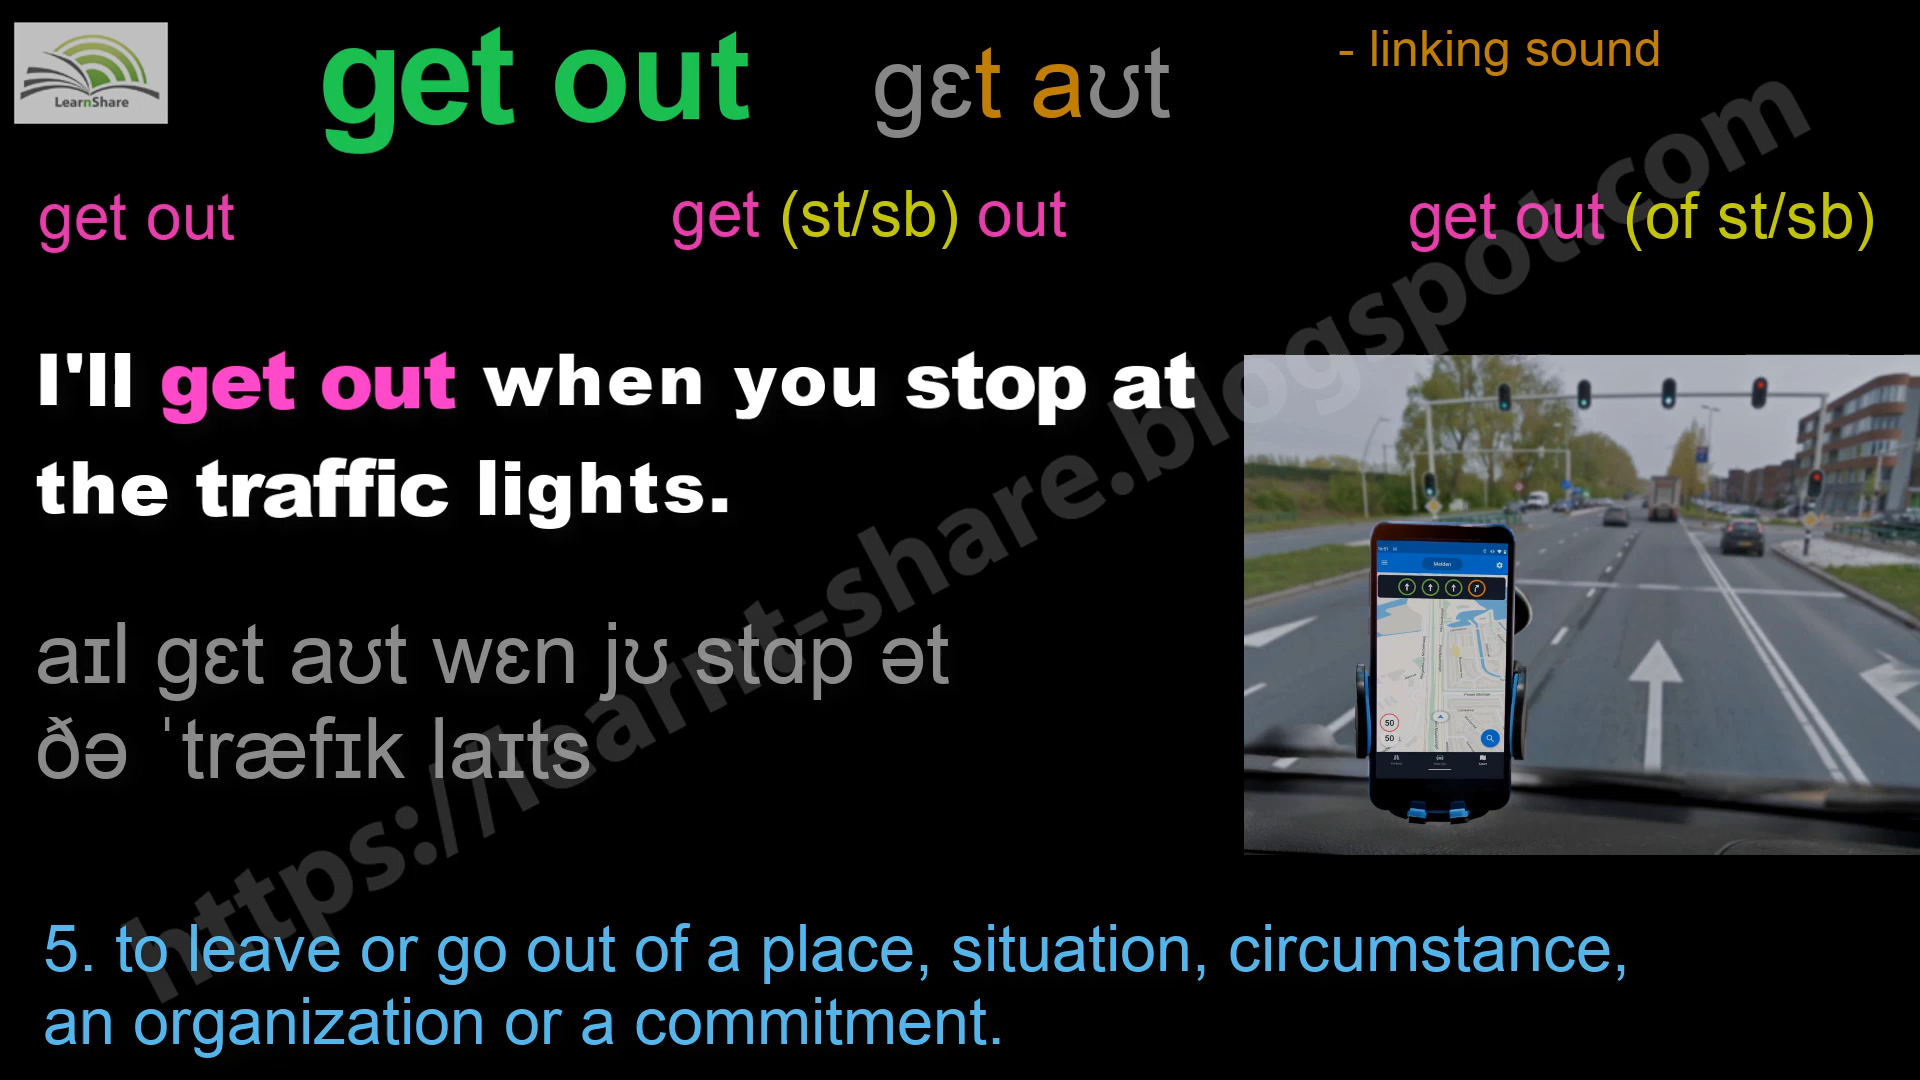 LearnShare
get out gɛt aʊt - linking sound
get out get (st/sb) out get out (of st/sb)
I'll get out when you stop at
the traffic lights.
aɪl gɛt aʊt wɛn jʊ stɑp ət
ðə ˈtræfɪk laɪts
Melden
50
50
5. to leave or go out of a place, situation, circumstance,
an organization or a commitment.
https://learnt-share.blogspot.com